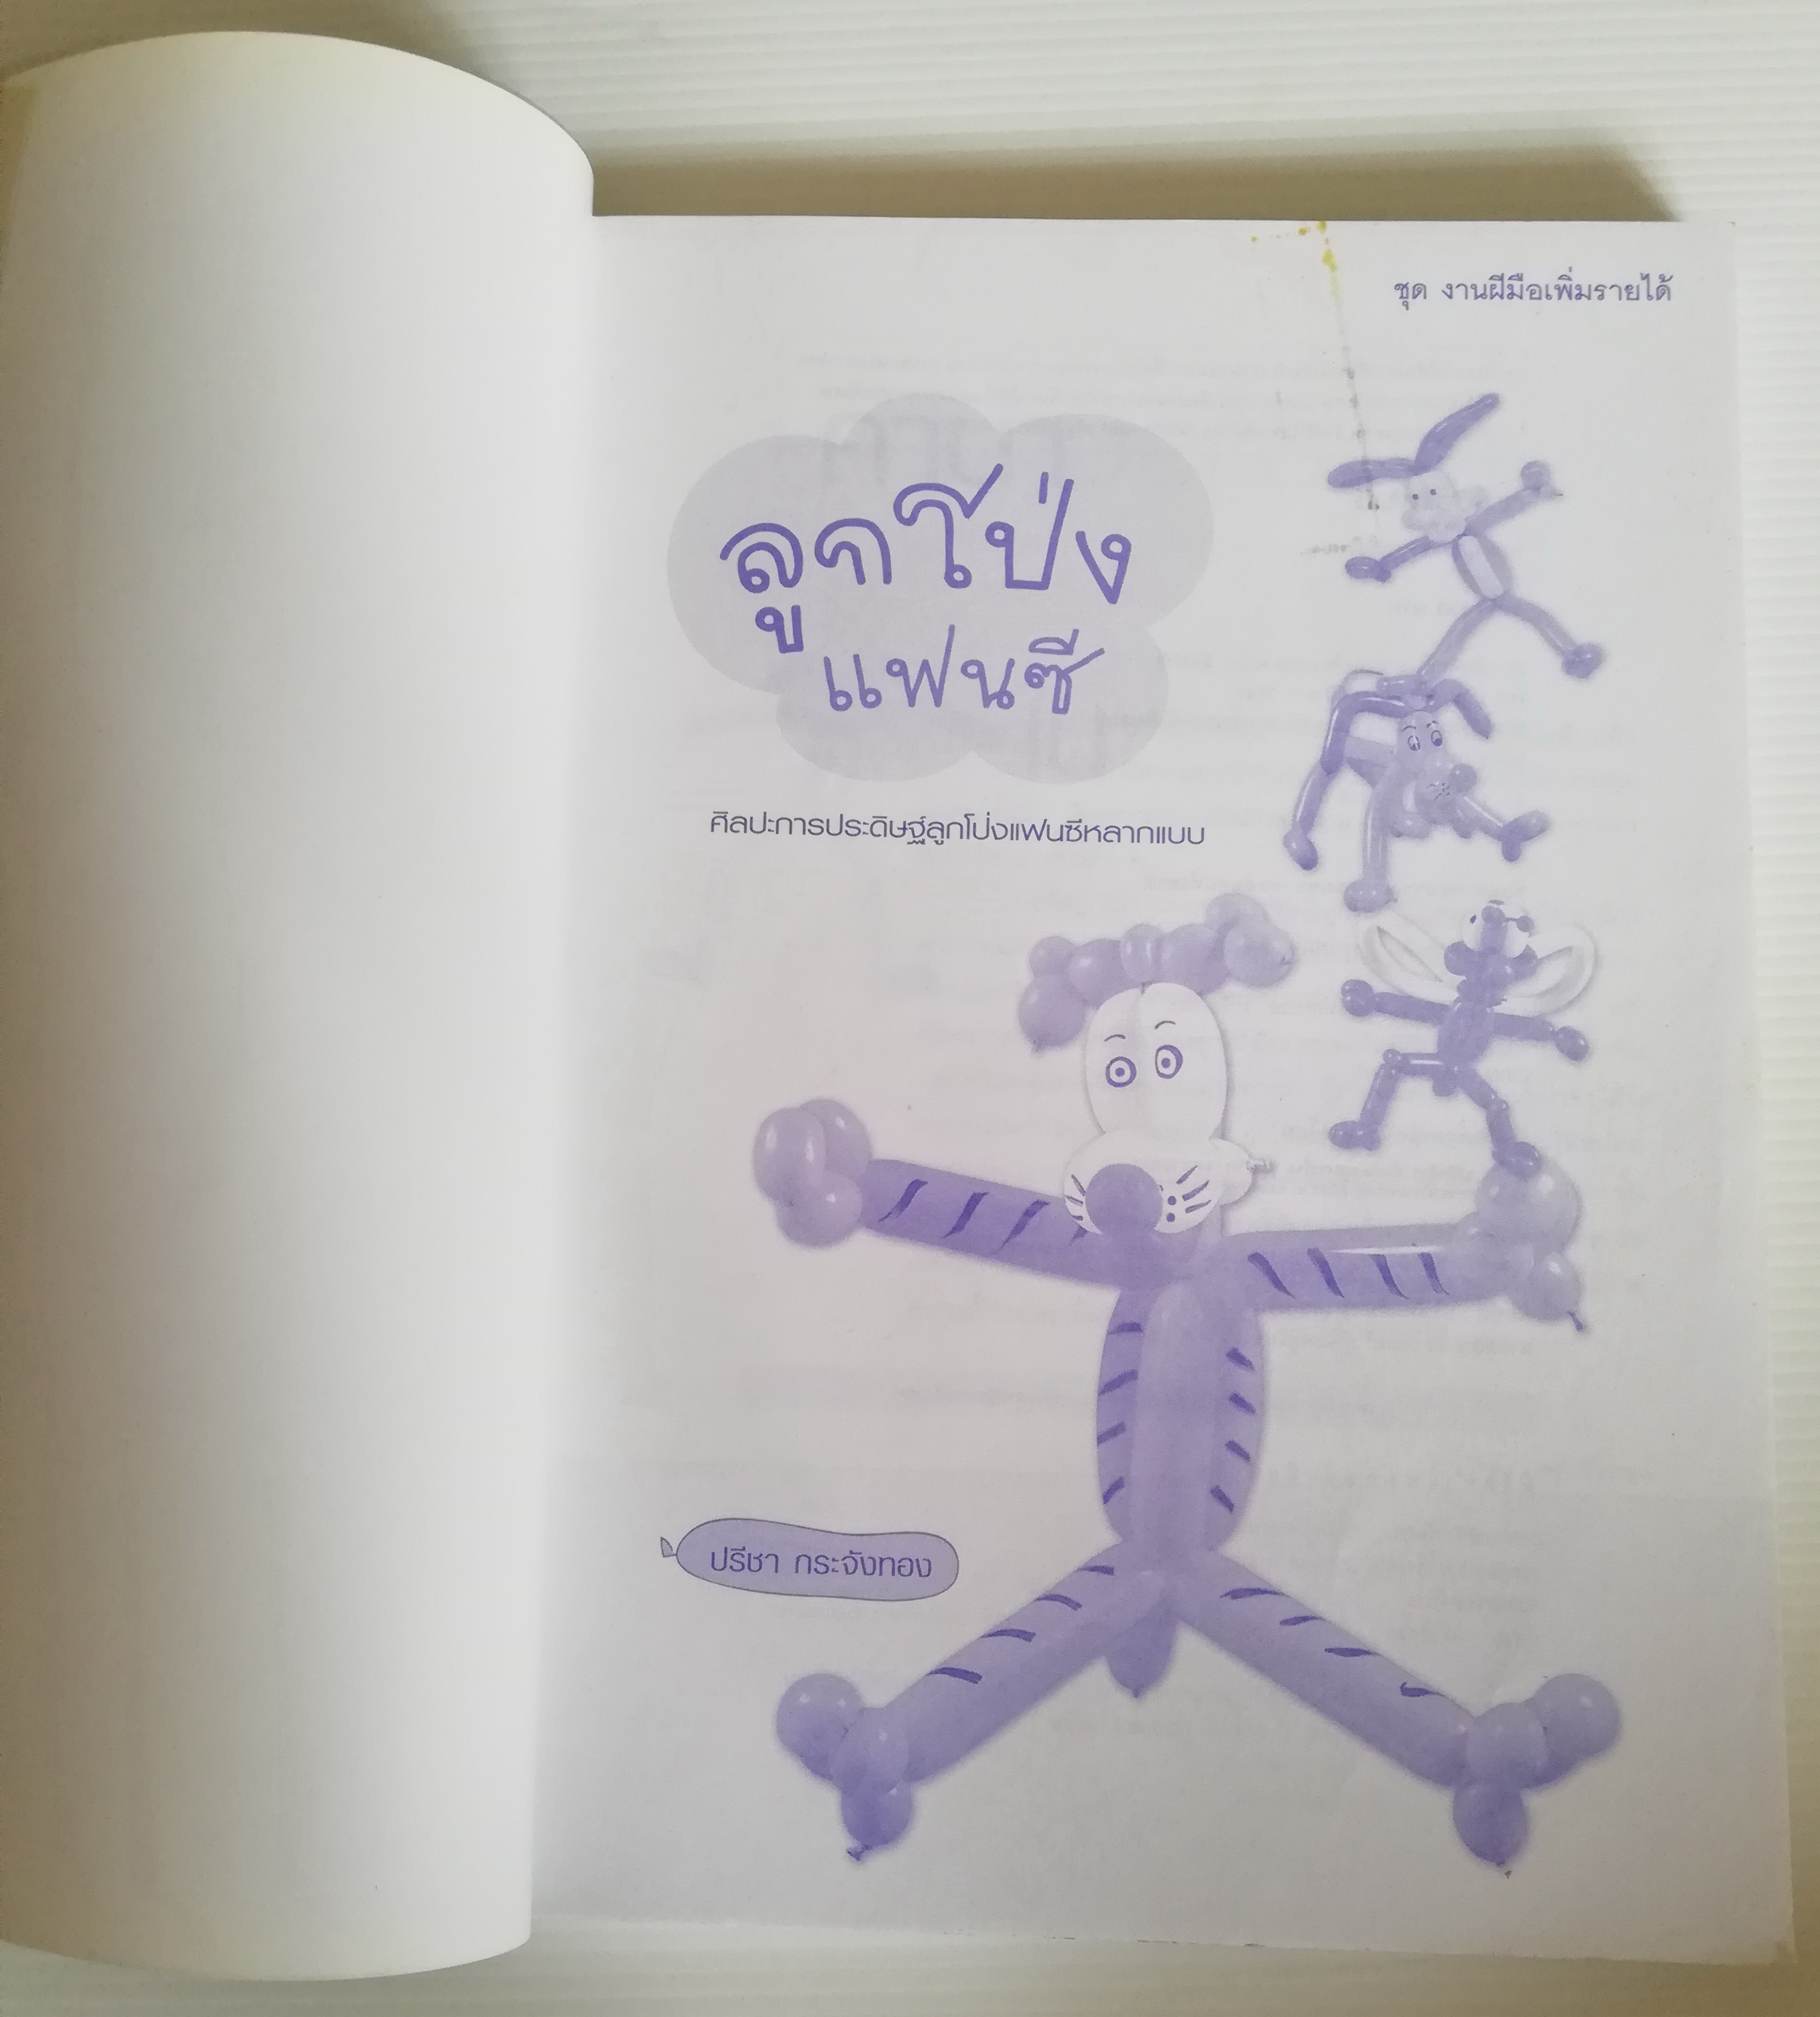 ชุด งานฝีมือเพิ่มรายได้
ลูกโป่ง
แฟนซี
ศิลปะการประดิษฐ์ลูกโป่งแฟนซีหลากแบบ
ปรีชา กระจังทอง